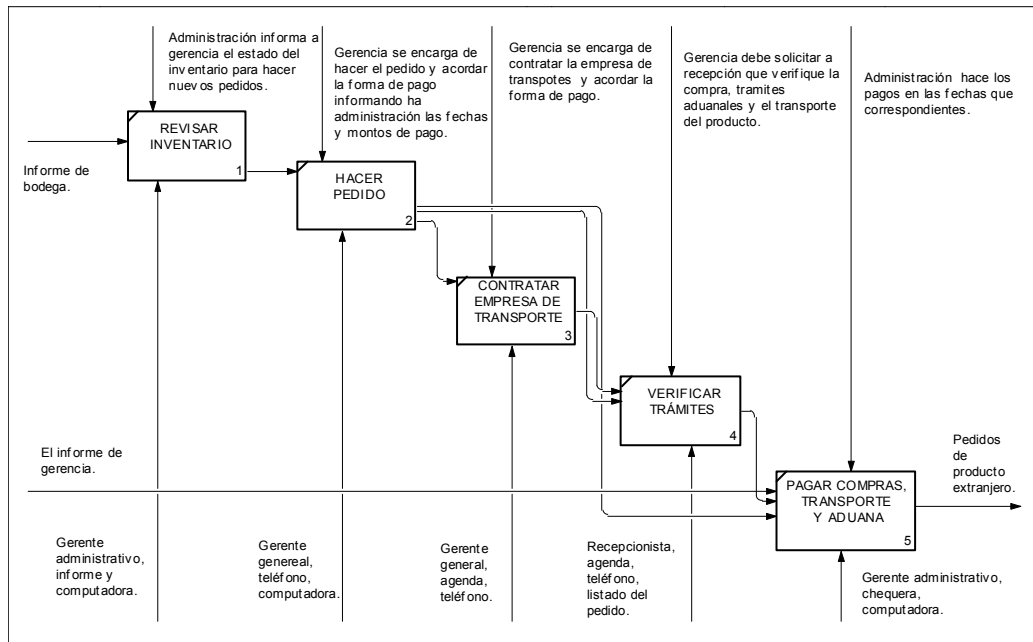 Administración informa a
gerencia el estado del
inventario para hacer
nuevos pedidos.
Gerencia se encarga de
hacer el pedido y acordar
la forma de pago
informando ha
administración las fechas
y montos de pago.
Gerencia se encarga de
contratar la empresa de
transpotes y acordar la
forma de pago.
Gerencia debe solicitar a
recepción que verifique la
compra, tramites
aduanales y el transporte
del producto.
Administración hace los
pagos en las fechas que
correspondientes.
Informe de
bodega.
REVISAR
INVENTARIO
1
HACER
PEDIDO
2
CONTRATAR
EMPRESA DE
TRANSPORTE
3
VERIFICAR
TRÁMITES
4
El informe de
gerencia.
PAGAR COMPRAS,
TRANSPORTE
Y ADUANA
5
Pedidos
de
producto
extranjero.
Gerente
administrativo,
informe y
computadora.
Gerente
genereal,
teléfono,
computadora.
Gerente
general,
agenda,
teléfono.
Recepcionista,
agenda,
teléfono,
listado del
pedido.
Gerente administrativo,
chequera,
computadora.